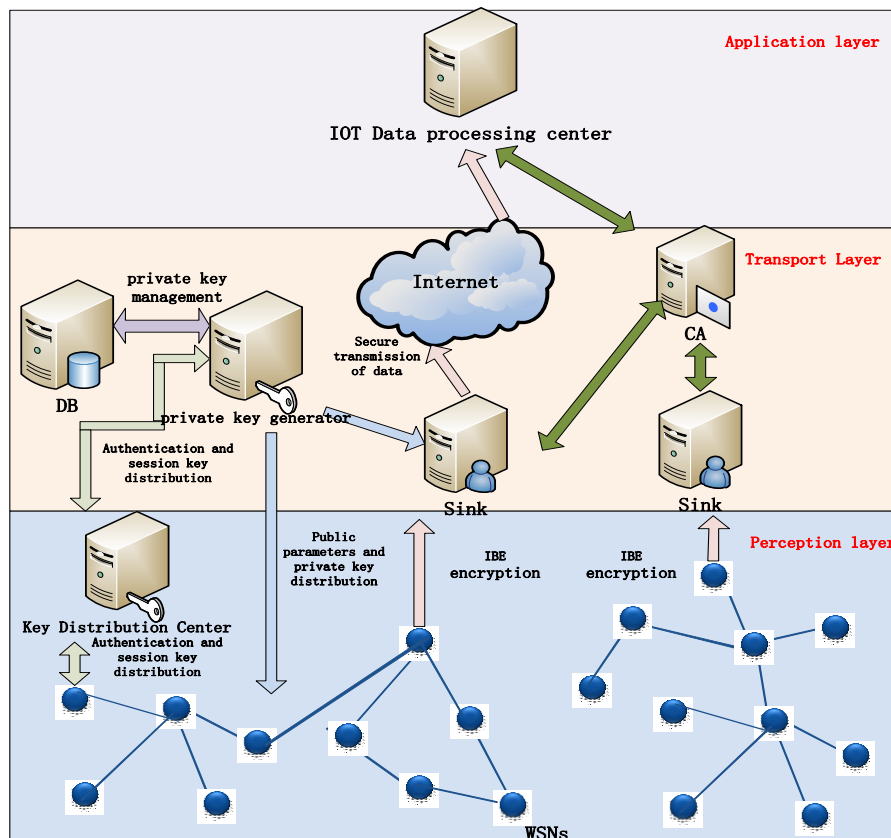 Application layer
IOT Data processing center
Transport Layer
private key
management
Internet
CA
Secure
transmission
of data
DB
private key generator
Authentication and
session key
distribution
Sink
Sink
Perception layer
Public
parameters and
private key
distribution
IBE
encryption
IBE
encryption
Key Distribution Center
Authentication and
session key
distribution
WSNs